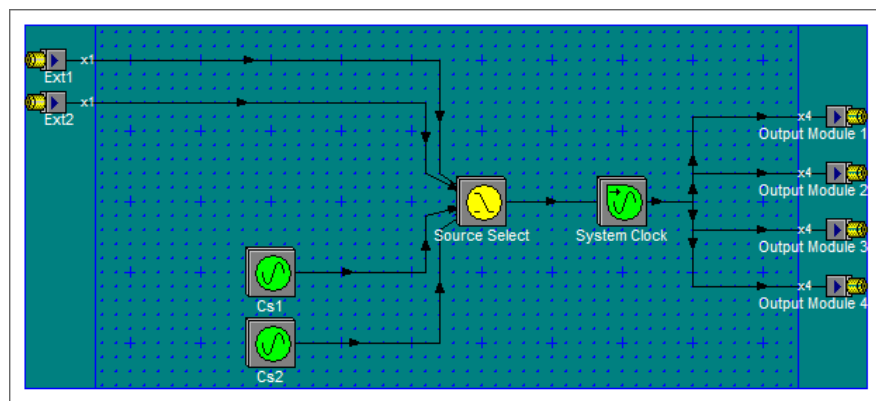 x1
Ext1
x1
Ext2
x4
Output Module 1
x4
Output Module 2
Source Select
System Clock
x4
Output Module 3
x4
Output Module 4
Cs1
Cs2